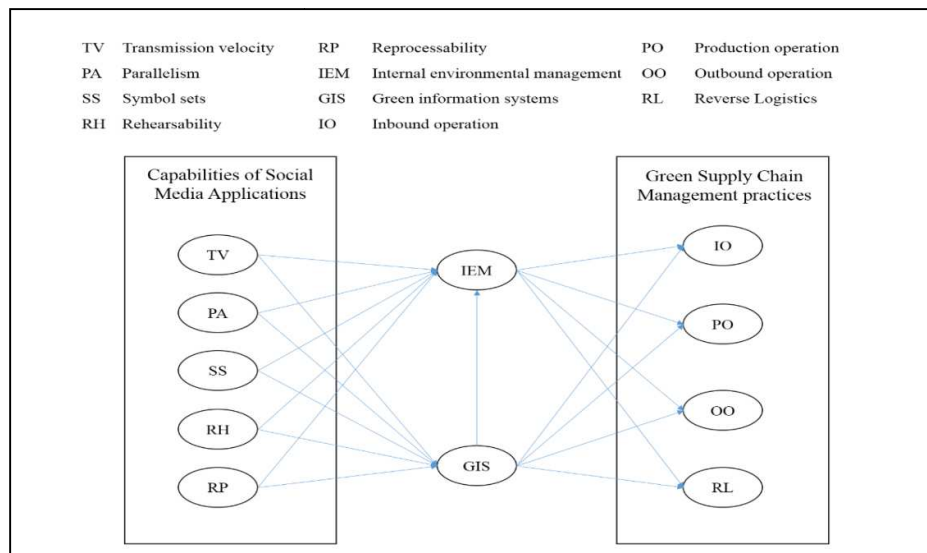 TV Transmission velocity RP Reprocessability PO Production operation
PA Parallelism IEM Internal environmental management OO Outbound operation
SS Symbol sets GIS Green information systems RL Reverse Logistics
RH Rehearsability IO Inbound operation
Capabilities of Social
Media Applications
Green Supply Chain
Management practices
TV
PA
SS
RH
RP
IEM
GIS
IO
PO
OO
RL